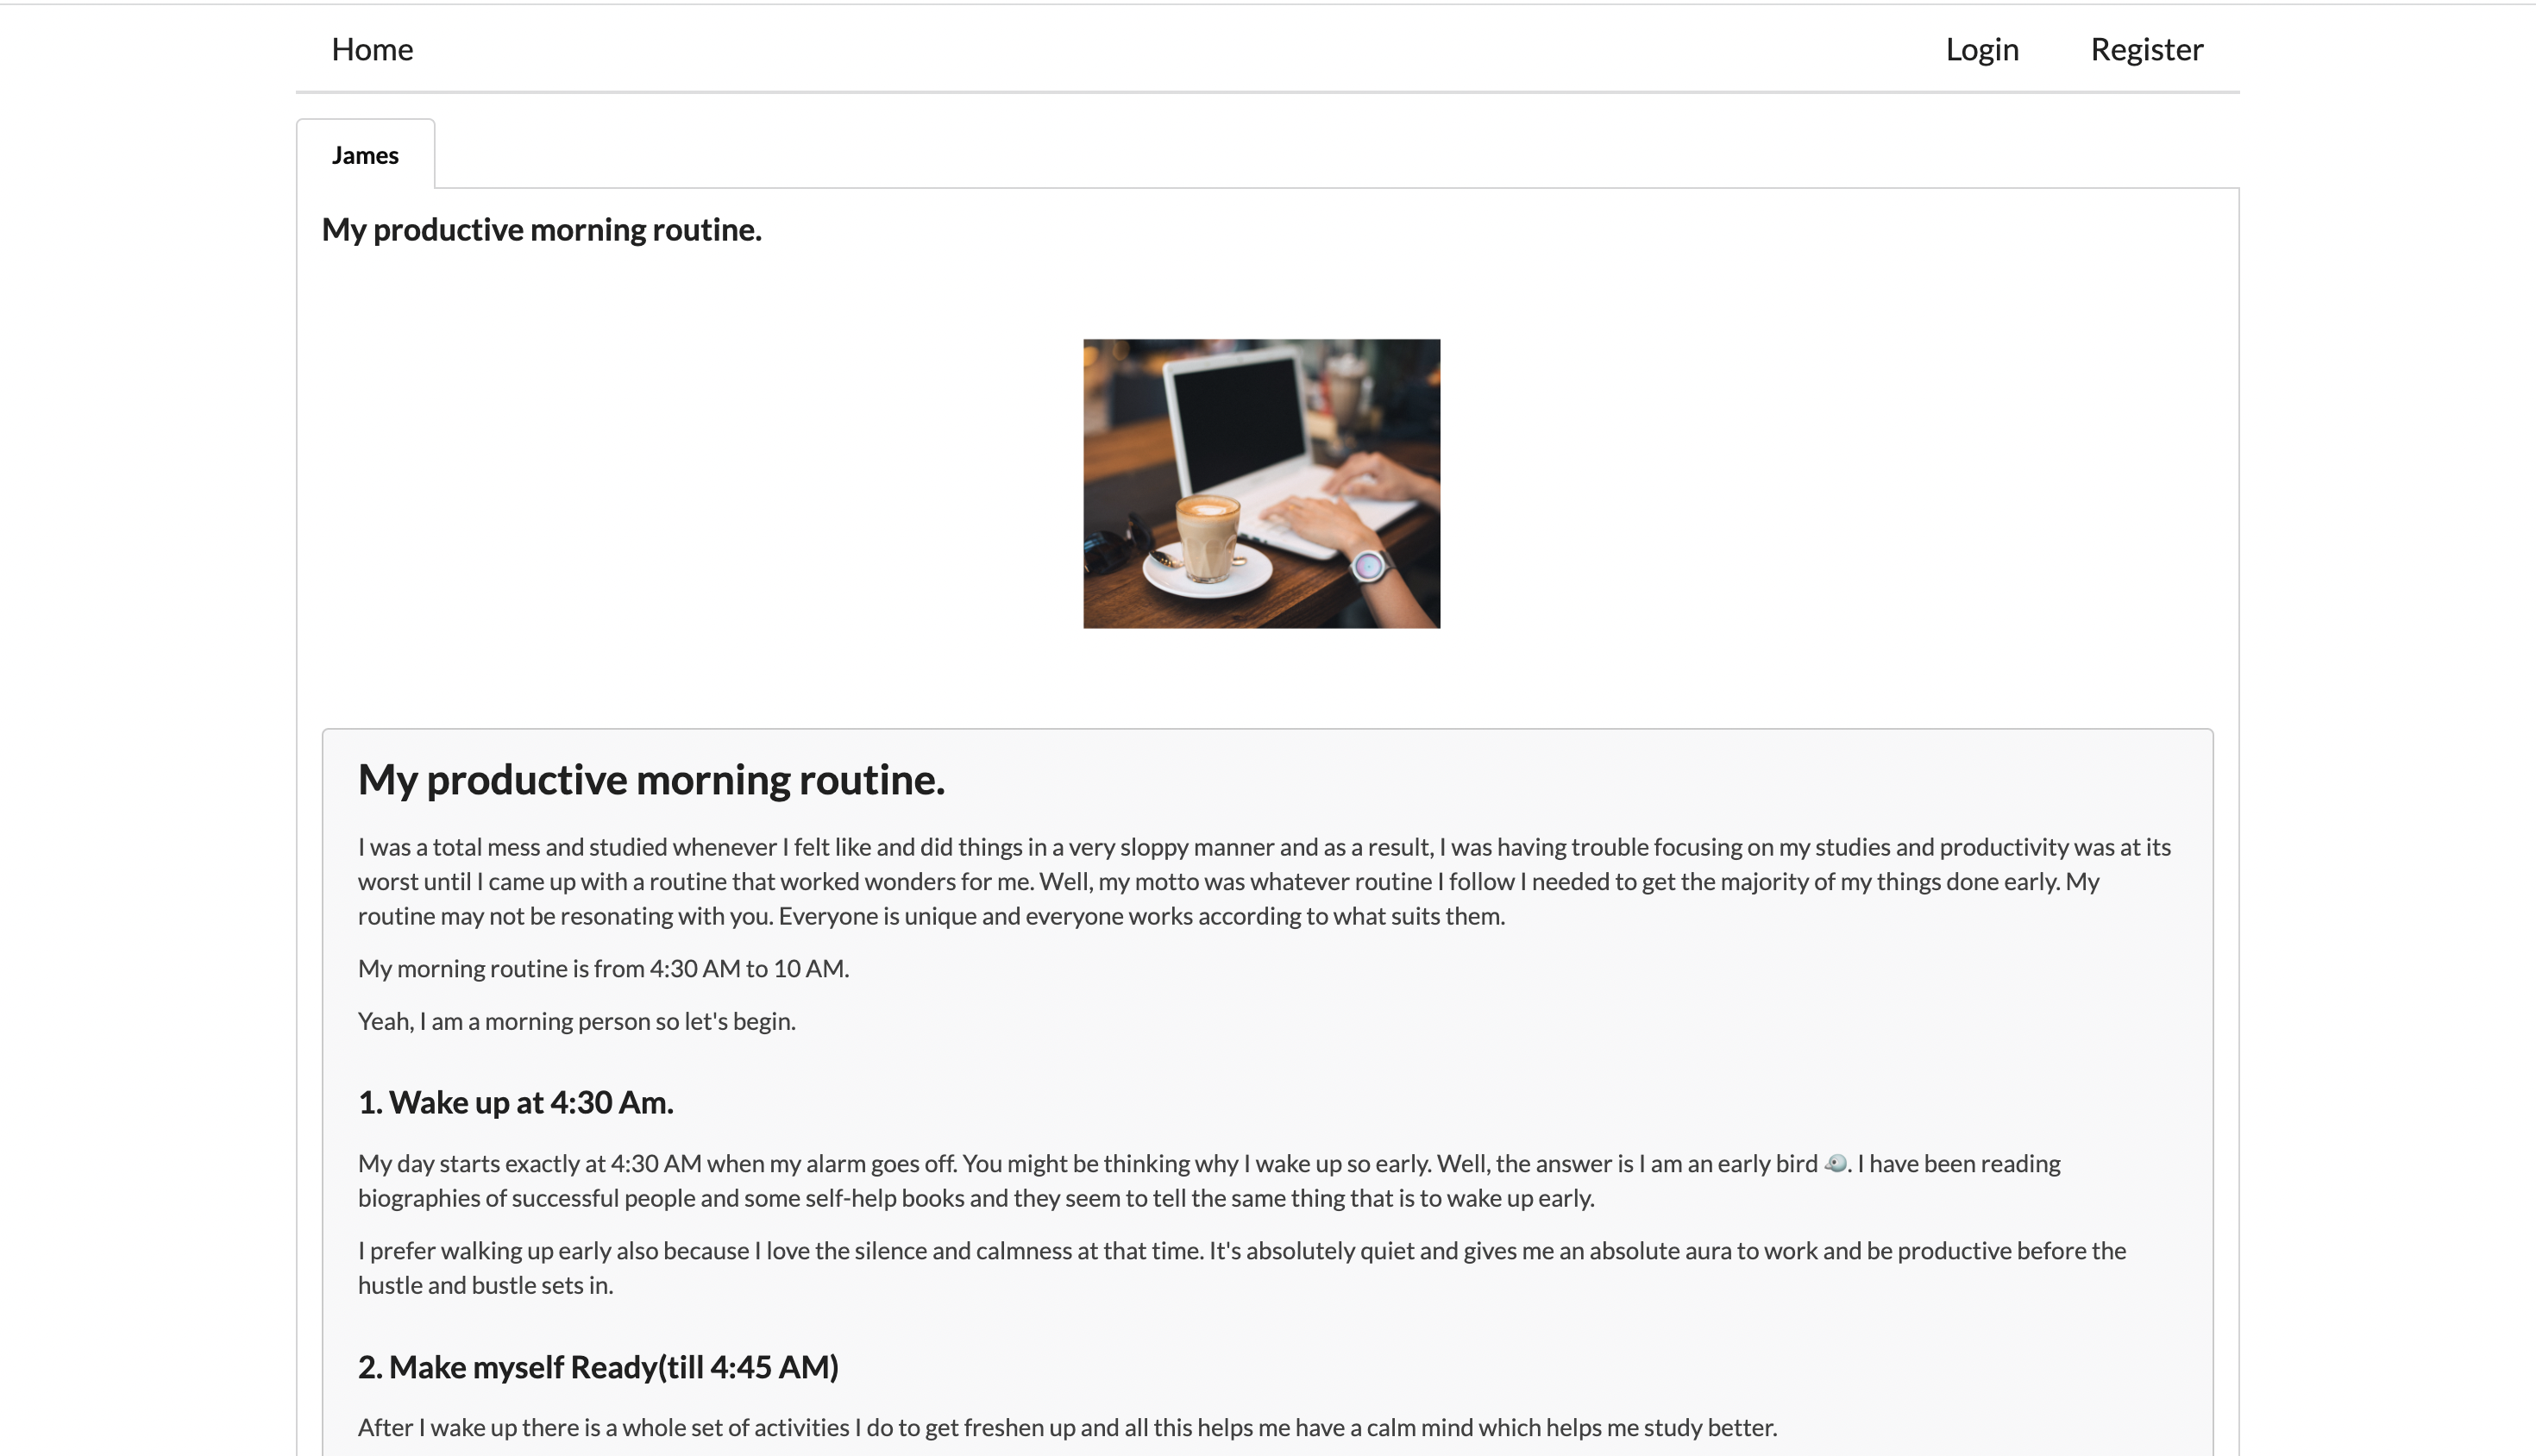 Home
Login
Register
James
My productive morning routine.
My productive morning routine.
I was a total mess and studied whenever I felt like and did things in a very sloppy manner and as a result, I was having trouble focusing on my studies and productivity was at its
worst until I came up with a routine that worked wonders for me. Well, my motto was whatever routine I follow I needed to get the majority of my things done early. My
routine may not be resonating with you. Everyone is unique and everyone works according to what suits them.
My morning routine is from 4:30 AM to 10 AM.
Yeah, I am a morning person so let's begin.
1. Wake up at 4:30 Am.
My day starts exactly at 4:30 AM when my alarm goes off. You might be thinking why I wake up so early. Well, the answer is I am an early bird 🐦. I have been reading
biographies of successful people and some self-help books and they seem to tell the same thing that is to wake up early.
I prefer walking up early also because I love the silence and calmness at that time. It's absolutely quiet and gives me an absolute aura to work and be productive before the
hustle and bustle sets in.
2. Make myself Ready(till 4:45 AM)
After I wake up there is a whole set of activities I do to get freshen up and all this helps me have a calm mind which helps me study better.